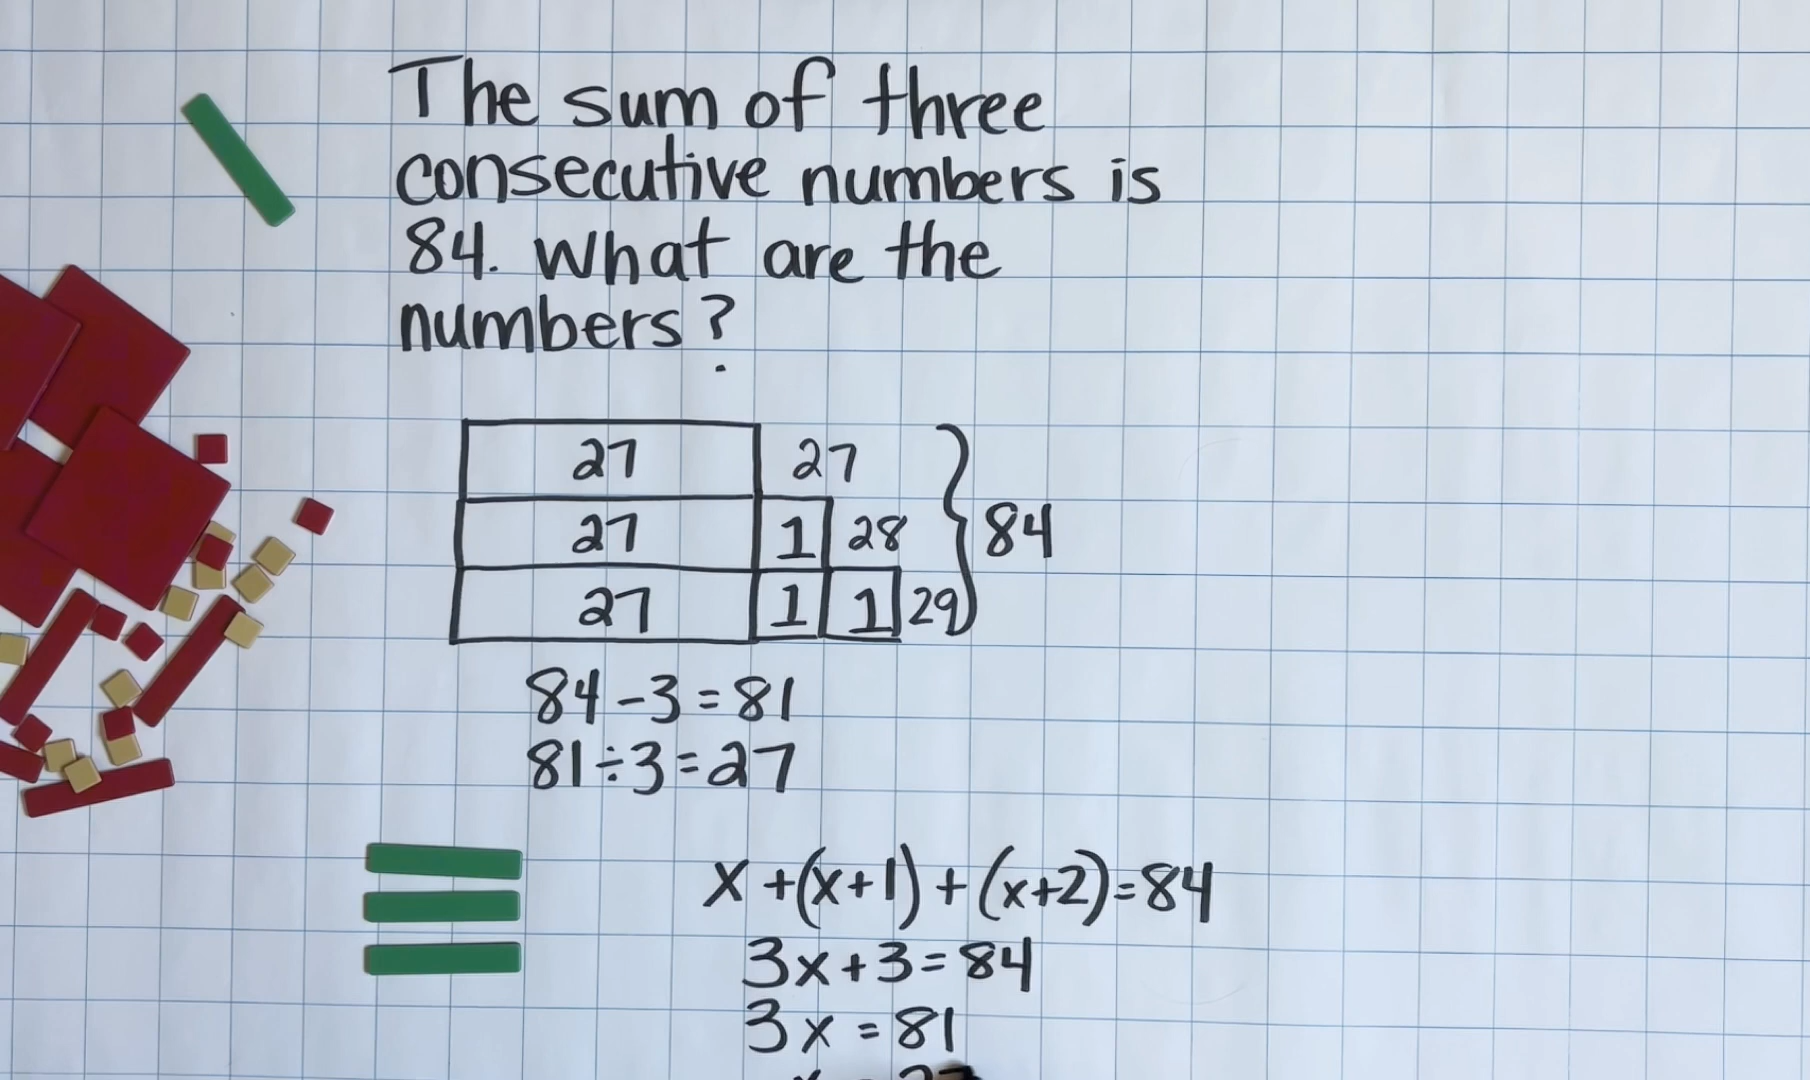 The sum of three
consecutive numbers is
84. What are the
numbers?
27 27
27 1 28
84
27 1 1 29
84 - 3 = 81
81 ÷ 3 = 27
x + (x+1) + (x+2) = 84
3x + 3 = 84
3x = 81